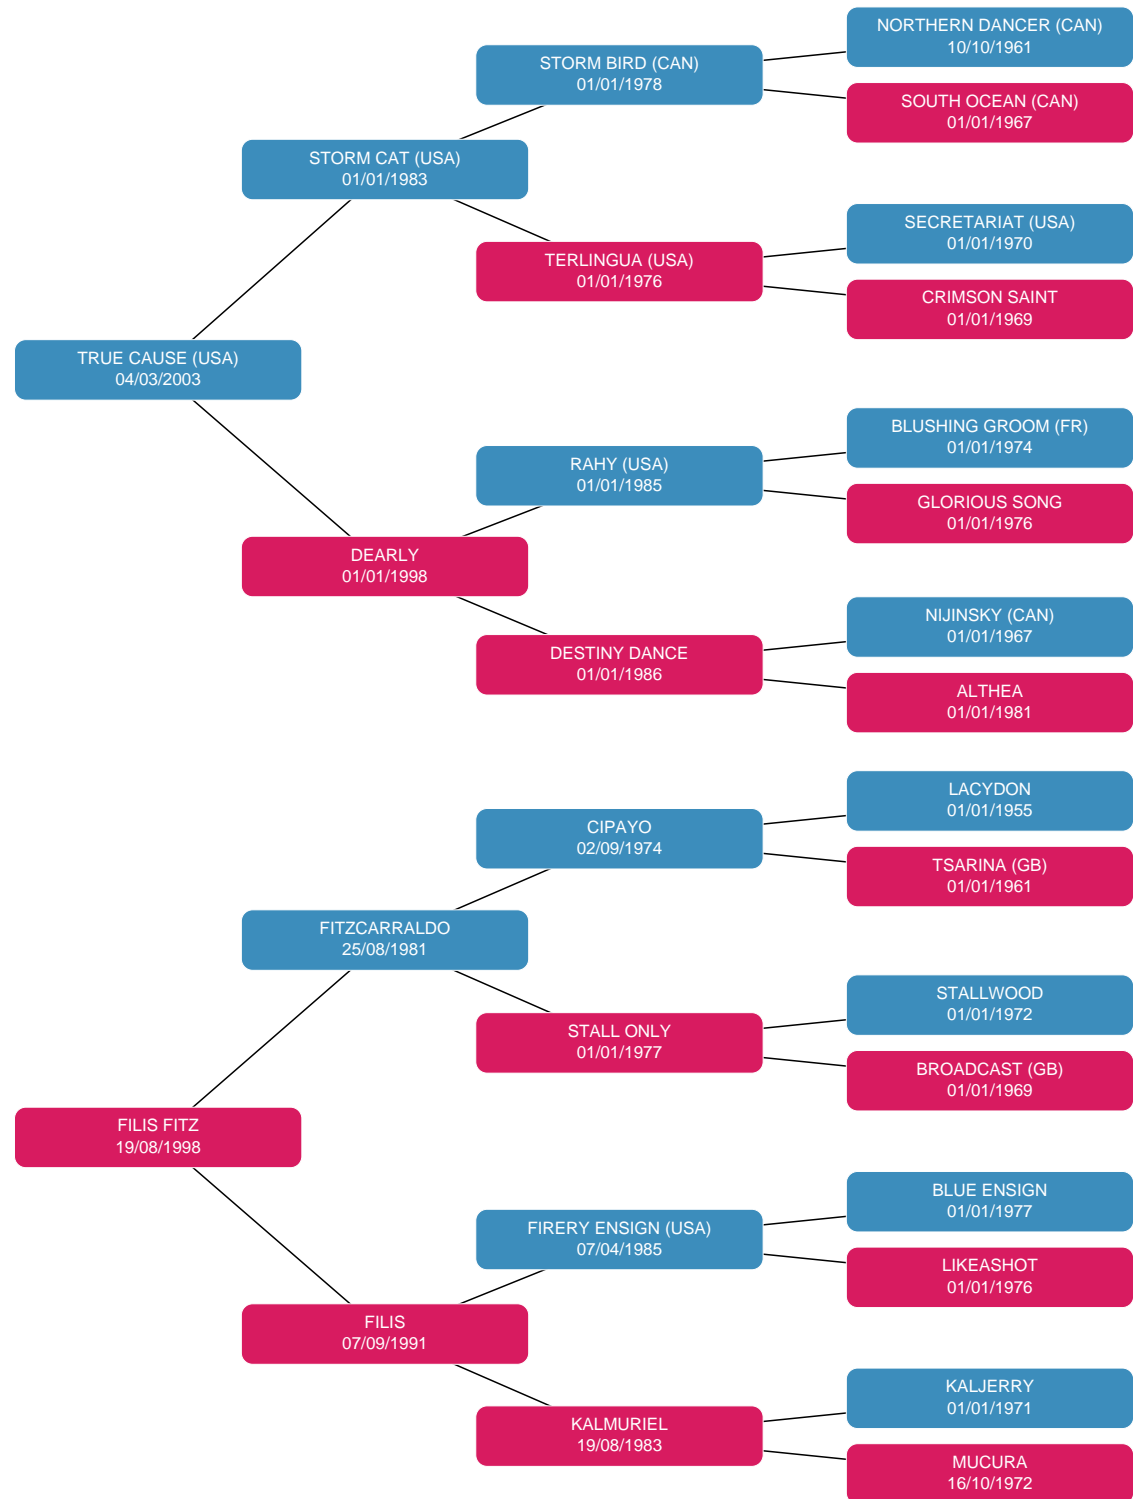 NORTHERN DANCER (CAN)
10/10/1961
STORM BIRD (CAN)
01/01/1978
SOUTH OCEAN (CAN)
01/01/1967
STORM CAT (USA)
01/01/1983
SECRETARIAT (USA)
01/01/1970
TERLINGUA (USA)
01/01/1976
CRIMSON SAINT
01/01/1969
TRUE CAUSE (USA)
04/03/2003
BLUSHING GROOM (FR)
01/01/1974
RAHY (USA)
01/01/1985
GLORIOUS SONG
01/01/1976
DEARLY
01/01/1998
NIJINSKY (CAN)
01/01/1967
DESTINY DANCE
01/01/1986
ALTHEA
01/01/1981
LACYDON
01/01/1955
CIPAYO
02/09/1974
TSARINA (GB)
01/01/1961
FITZCARRALDO
25/08/1981
STALLWOOD
01/01/1972
STALL ONLY
01/01/1977
BROADCAST (GB)
01/01/1969
FILIS FITZ
19/08/1998
BLUE ENSIGN
01/01/1977
FIRERY ENSIGN (USA)
07/04/1985
LIKEASHOT
01/01/1976
FILIS
07/09/1991
KALJERRY
01/01/1971
KALMURIEL
19/08/1983
MUCURA
16/10/1972